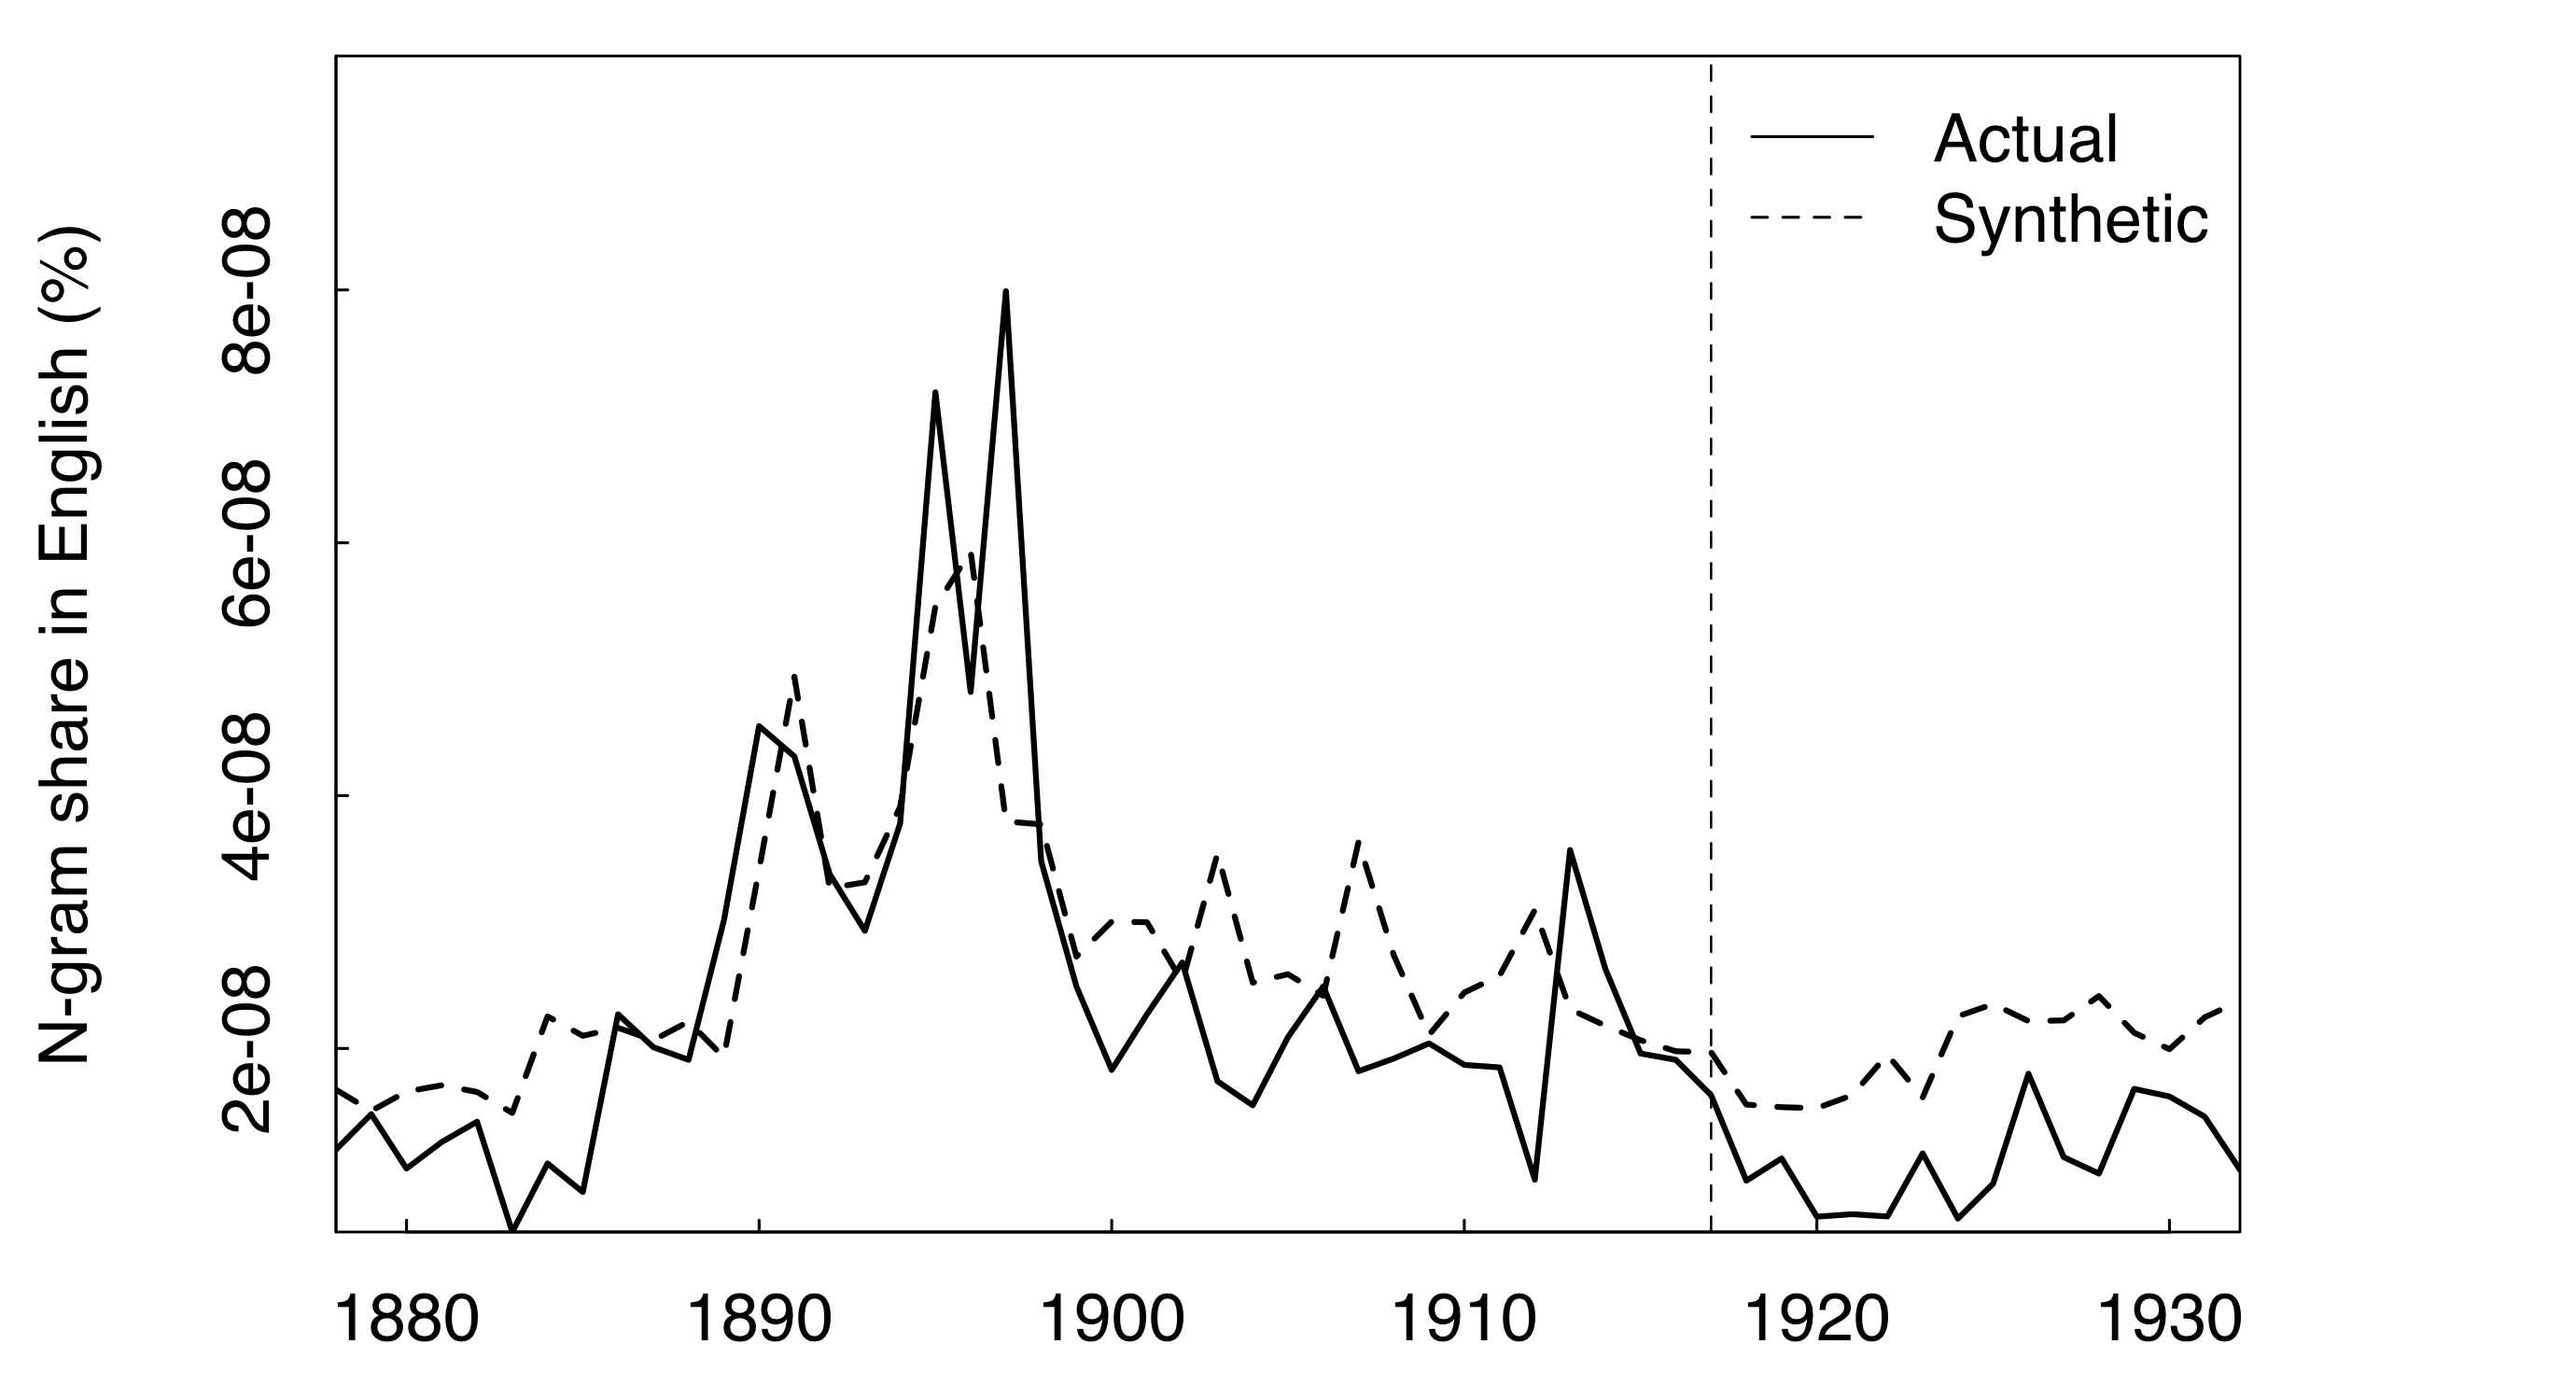 N-gram share in English (%)
8e-08
6e-08
4e-08
2e-08
Actual
Synthetic
1880 1890 1900 1910 1920 1930